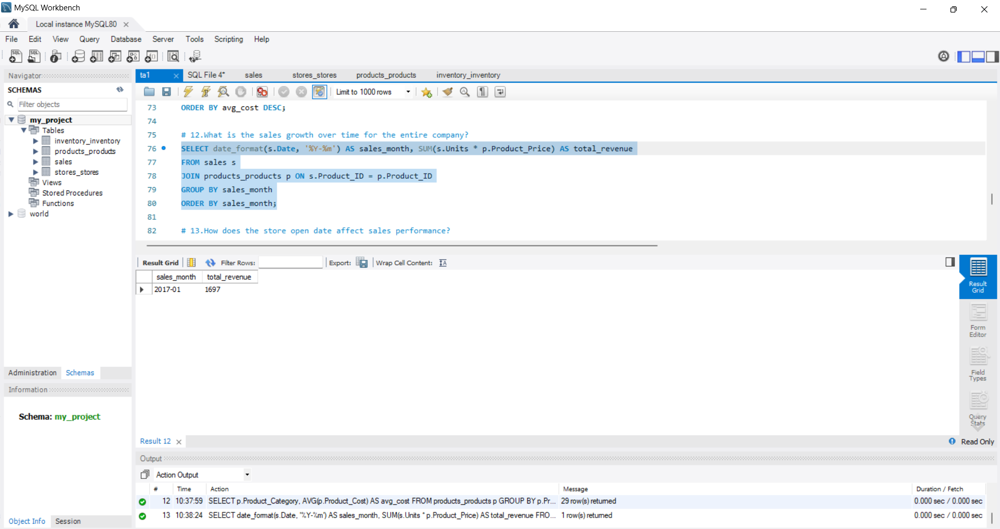 MySQL Workbench
Local instance MySQL80
File Edit View Query Database Server Tools Scripting Help
Navigator
SCHEMAS
Filter objects
my_project
Tables
inventory_inventory
products_products
sales
stores_stores
Views
Stored Procedures
Functions
world
Administration Schemas
Information
Schema: my_project
Object Info Session
ta1 SQL File 4* sales stores_stores products_products inventory_inventory
Limit to 1000 rows
73 ORDER BY avg_cost DESC;
74
75 # 12.What is the sales growth over time for the entire company?
76 SELECT date_format(s.Date, '%Y-%m') AS sales_month, SUM(s.Units * p.Product_Price) AS total_revenue
77 FROM sales s
78 JOIN products_products p ON s.Product_ID = p.Product_ID
79 GROUP BY sales_month
80 ORDER BY sales_month;
81
82 # 13.How does the store open date affect sales performance?
Result Grid Filter Rows: Export: Wrap Cell Content:
sales_month total_revenue
2017-01 1697
Result Grid
Form Editor
Field Types
Query Stats
Result 12 Read Only
Output
Action Output
# Time Action Message Duration / Fetch
12 10:37:59 SELECT p.Product_Category, AVG(p.Product_Cost) AS avg_cost FROM products_products p GROUP BY p.Pr... 29 row(s) returned 0.000 sec / 0.000 sec
13 10:38:24 SELECT date_format(s.Date, '%Y-%m') AS sales_month, SUM(s.Units * p.Product_Price) AS total_revenue FRO... 1 row(s) returned 0.000 sec / 0.000 sec